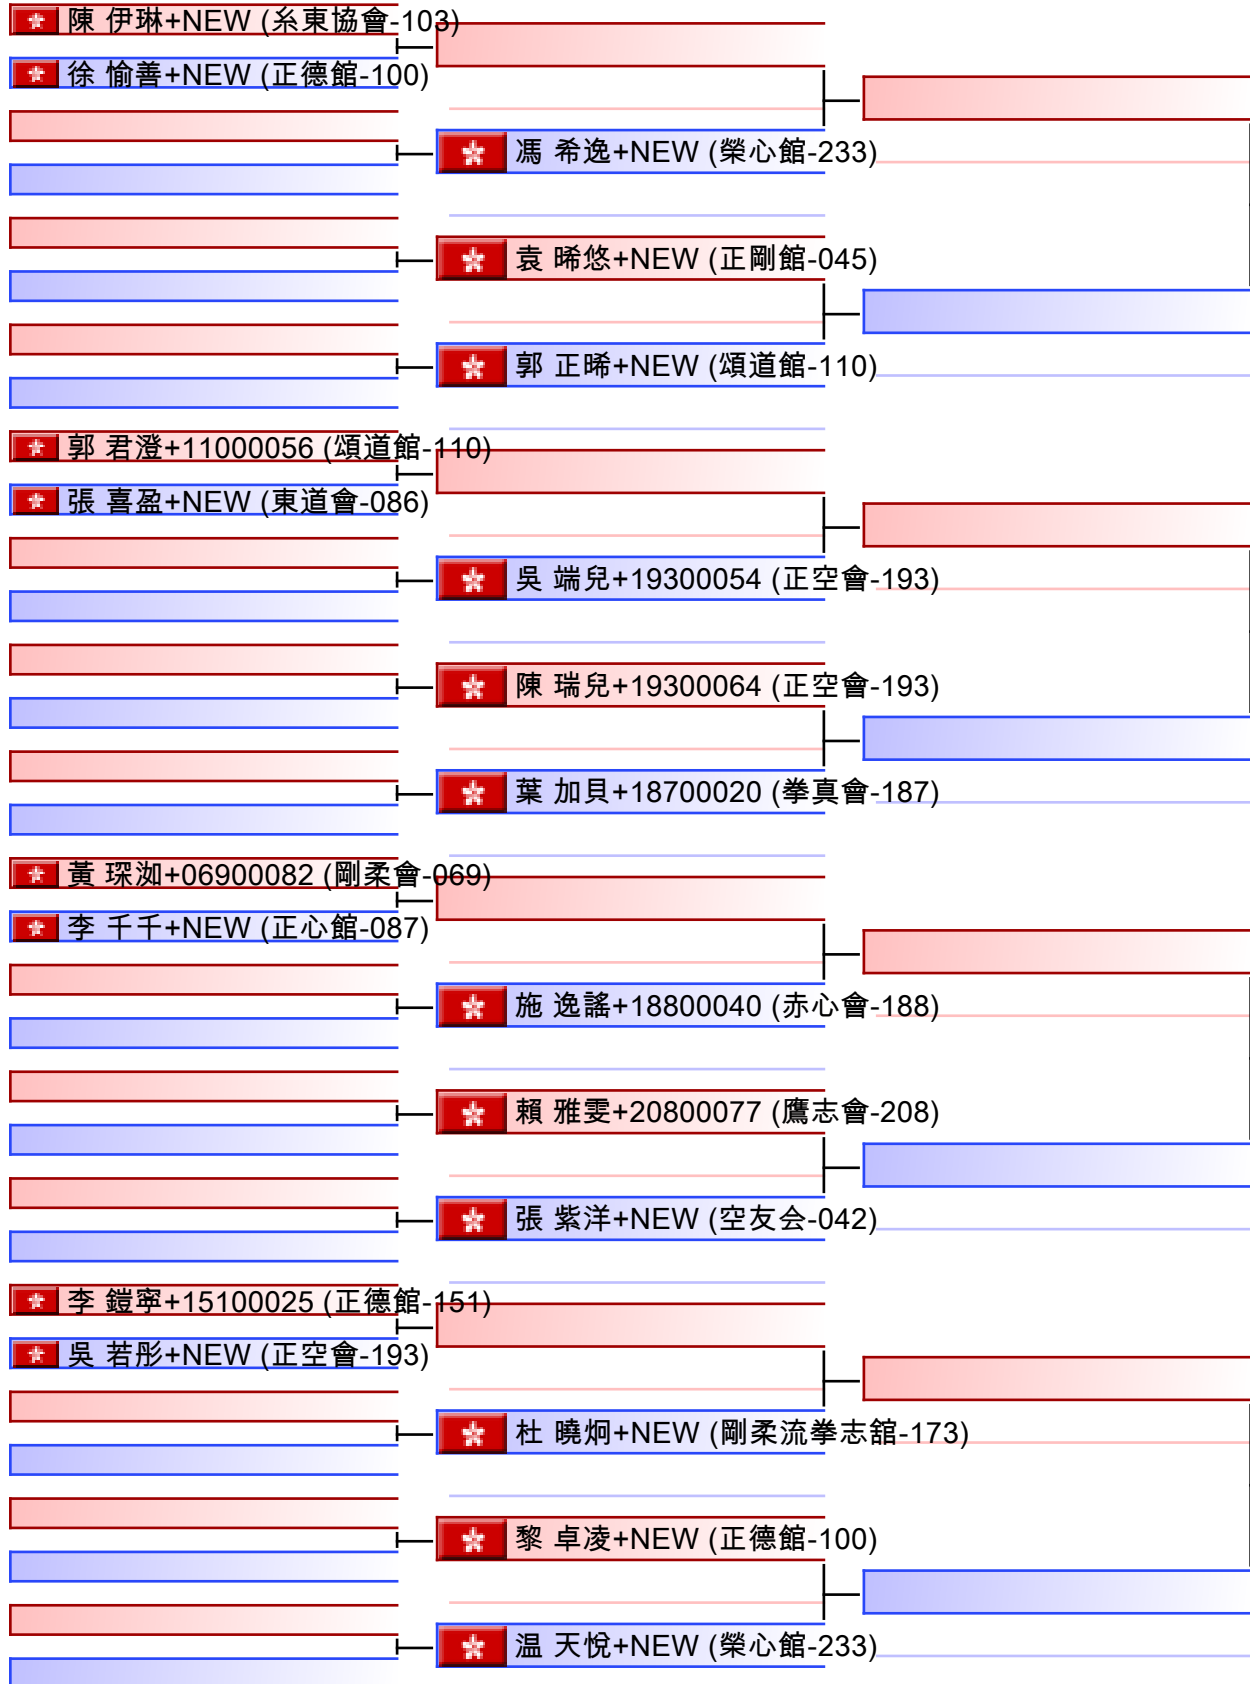 陳 伊琳+NEW (糸東協會-103)
徐 愉善+NEW (正德館-100)
馮 希逸+NEW (榮心館-233)
袁 晞悠+NEW (正剛館-045)
郭 正晞+NEW (頌道館-110)
郭 君澄+11000056 (頌道館-110)
張 喜盈+NEW (東道會-086)
吳 端兒+19300054 (正空會-193)
陳 瑞兒+19300064 (正空會-193)
葉 加貝+18700020 (拳真會-187)
黃 琛洳+06900082 (剛柔會-069)
李 千千+NEW (正心館-087)
施 逸謠+18800040 (赤心會-188)
賴 雅雯+20800077 (鷹志會-208)
張 紫洋+NEW (空友会-042)
李 鎧寧+15100025 (正德館-151)
吳 若彤+NEW (正空會-193)
杜 曉炯+NEW (剛柔流拳志舘-173)
黎 卓凌+NEW (正德館-100)
温 天悅+NEW (榮心館-233)